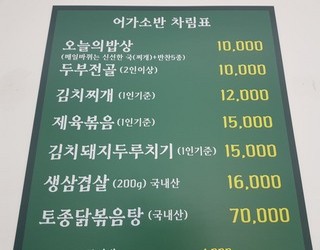 어가소반 차림표
오늘의밥상 10,000
(매일바뀌는 신선한 국(찌개)+반찬5종)
두부전골 (2인이상) 10,000
김치찌개 (1인기준) 12,000
제육볶음 (1인기준) 15,000
김치돼지두루치기 (1인기준) 15,000
생삼겹살 (200g) 국내산 16,000
토종닭볶음탕 (국내산) 70,000